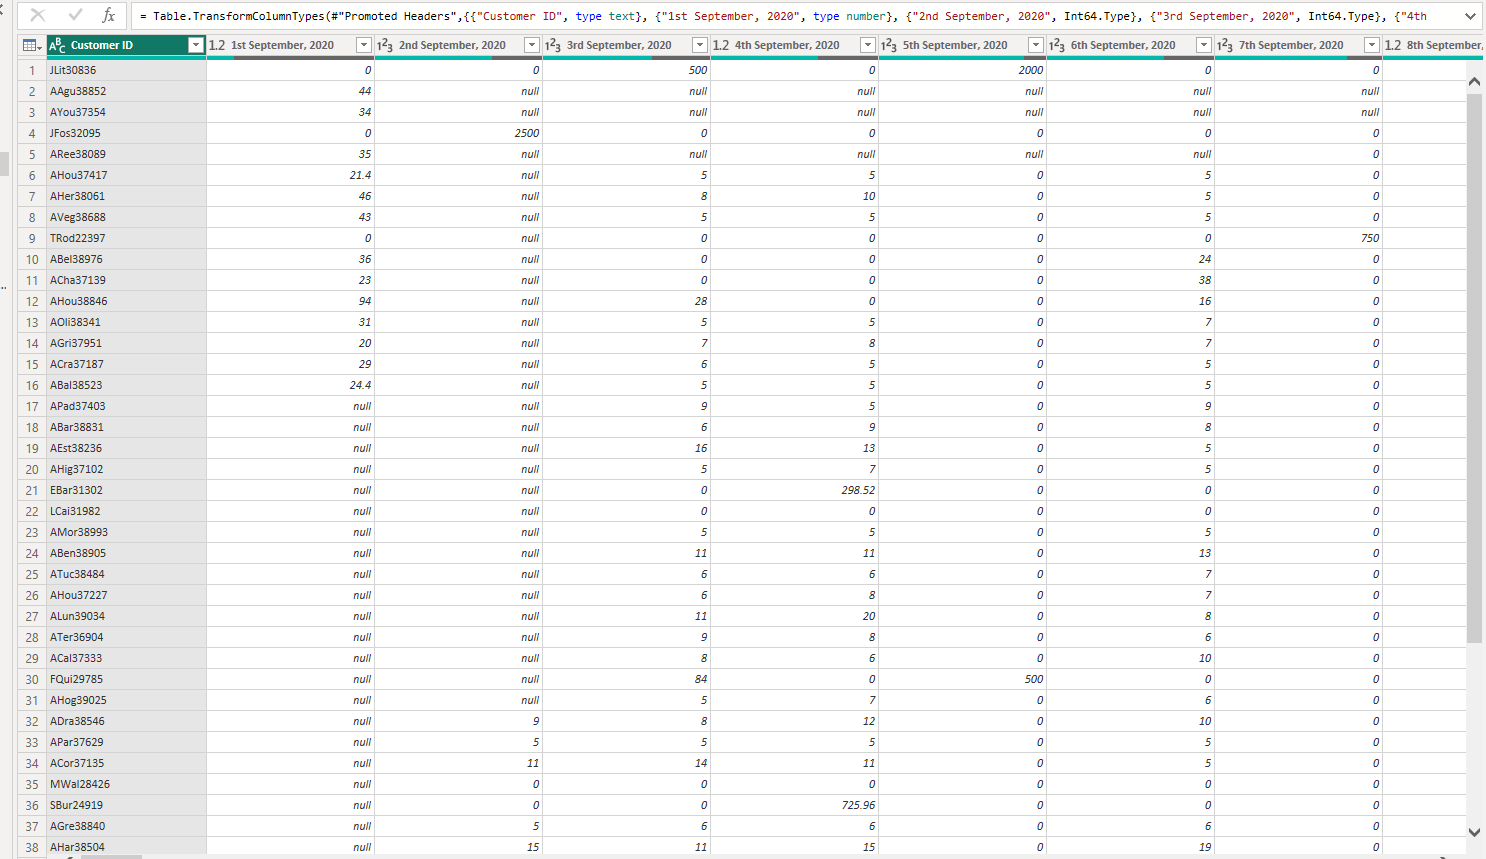 = Table.TransformColumnTypes(#"Promoted Headers",{{"Customer ID", type text}, {"1st September, 2020", type number}, {"2nd September, 2020", Int64.Type}, {"3rd September, 2020", Int64.Type}, {"4th
Customer ID 1.2 1st September, 2020 123 2nd September, 2020 123 3rd September, 2020 1.2 4th September, 2020 123 5th September, 2020 123 6th September, 2020 123 7th September, 2020 1.2 8th September,
1 JLit30836 0 0 500 0 2000 0 0
2 AAgu38852 44 null null null null null null
3 AYou37354 34 null null null null null null
4 JFos32095 0 2500 0 0 0 0 0
5 ARee38089 35 null null null null null 0
6 AHou37417 21.4 null 5 5 0 5 0
7 AHer38061 46 null 8 10 0 5 0
8 AVeg38688 43 null 5 5 0 5 0
9 TRod22397 0 null 0 0 0 0 750
10 ABel38976 36 null 0 0 0 24 0
11 ACha37139 23 null 0 0 0 38 0
12 AHou38846 94 null 28 0 0 16 0
13 AOli38341 31 null 5 5 0 7 0
14 AGri37951 20 null 7 8 0 7 0
15 ACra37187 29 null 6 5 0 5 0
16 ABal38523 24.4 null 5 5 0 5 0
17 APad37403 null null 9 5 0 9 0
18 ABar38831 null null 6 9 0 8 0
19 AEst38236 null null 16 13 0 5 0
20 AHig37102 null null 5 7 0 5 0
21 EBar31302 null null 0 298.52 0 0 0
22 LCai31982 null null 0 0 0 0 0
23 AMor38993 null null 5 5 0 5 0
24 ABen38905 null null 11 11 0 13 0
25 ATuc38484 null null 6 6 0 7 0
26 AHou37227 null null 6 8 0 7 0
27 ALun39034 null null 11 20 0 8 0
28 ATer36904 null null 9 8 0 6 0
29 ACal37333 null null 8 6 0 10 0
30 FQui29785 null null 84 0 500 0 0
31 AHog39025 null null 5 7 0 6 0
32 ADra38546 null 9 8 12 0 10 0
33 APar37629 null 5 5 5 0 5 0
34 ACor37135 null 11 14 11 0 5 0
35 MWal28426 null 0 0 0 0 0 0
36 SBur24919 null 0 0 725.96 0 0 0
37 AGre38840 null 5 6 6 0 6 0
38 AHar38504 null 15 11 15 0 19 0